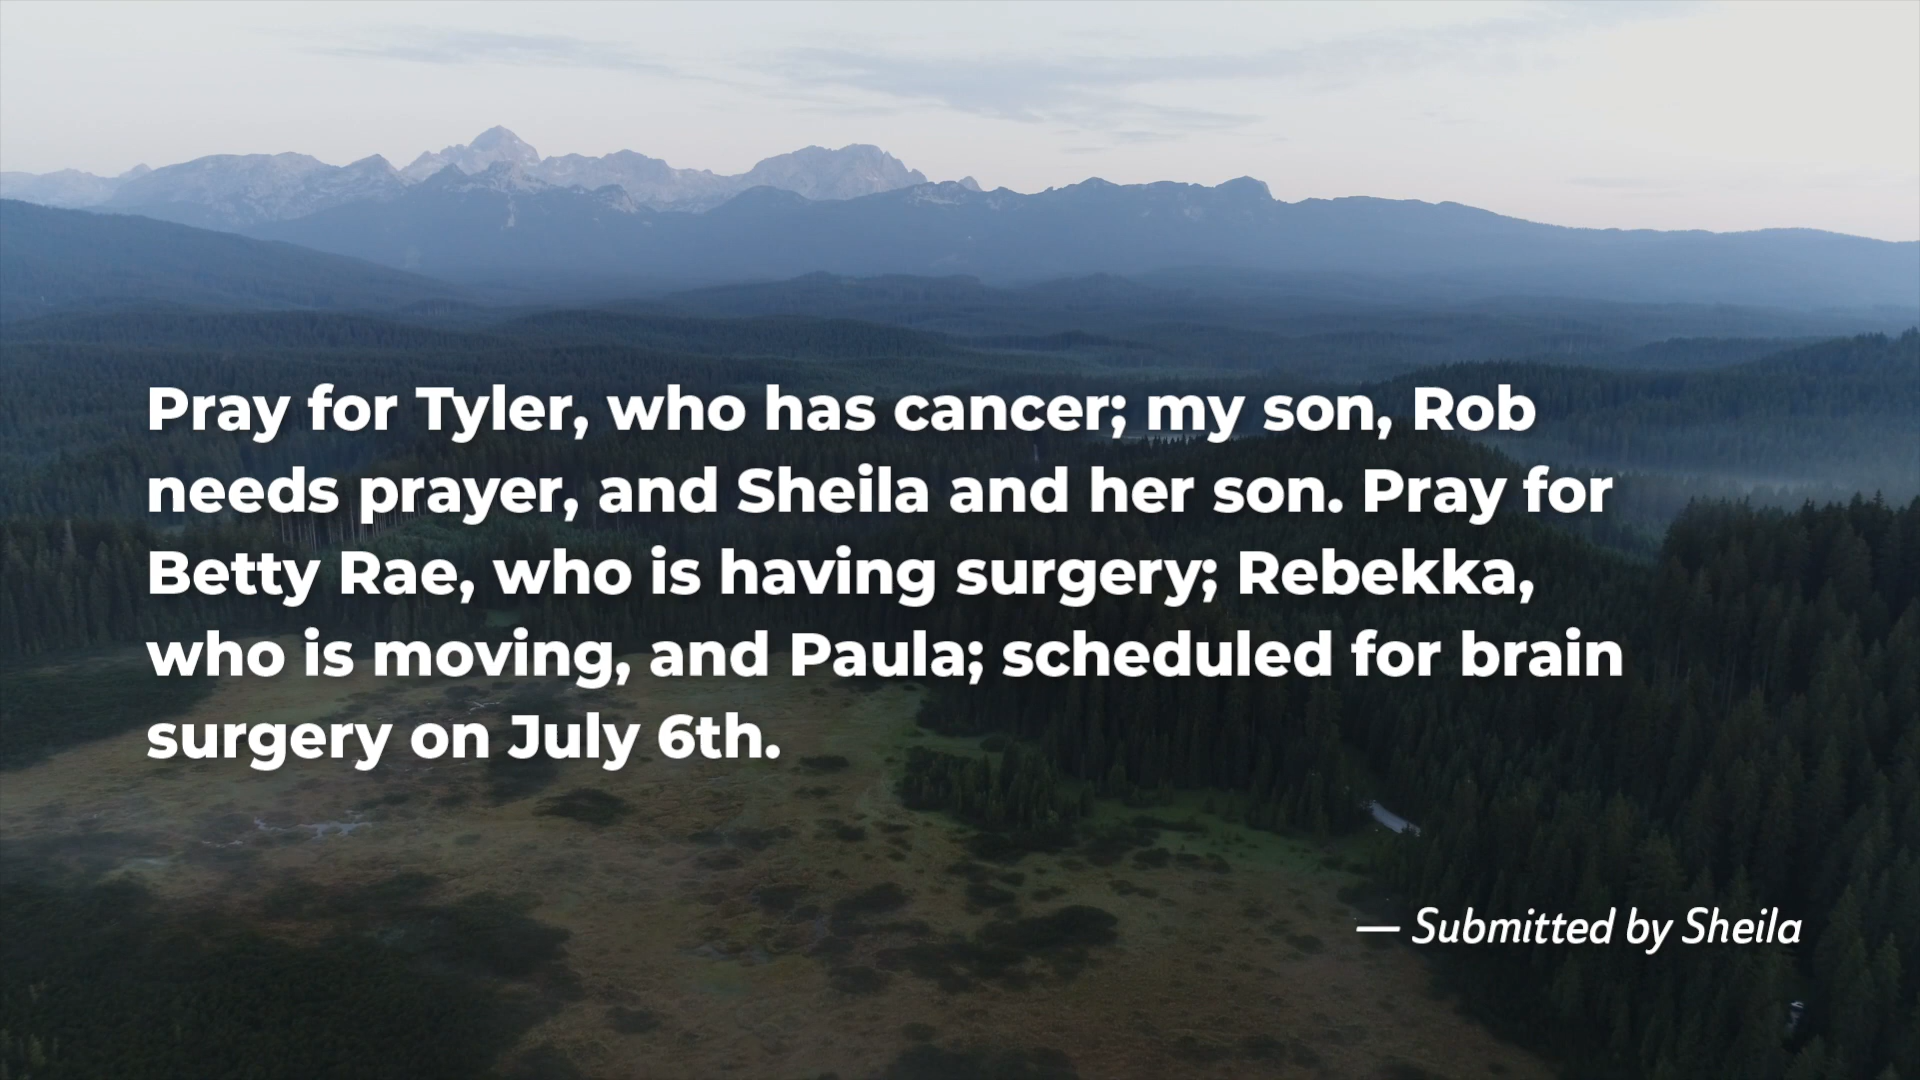 Pray for Tyler, who has cancer; my son, Rob
needs prayer, and Sheila and her son. Pray for
Betty Rae, who is having surgery; Rebekka,
who is moving, and Paula; scheduled for brain
surgery on July 6th.
— Submitted by Sheila